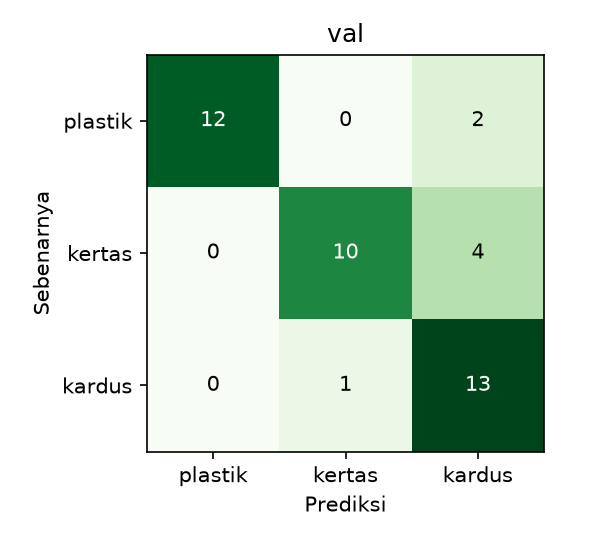 val
plastik 12 0 2
kertas 0 10 4
kardus 0 1 13
Sebenarnya
plastik kertas kardus
Prediksi